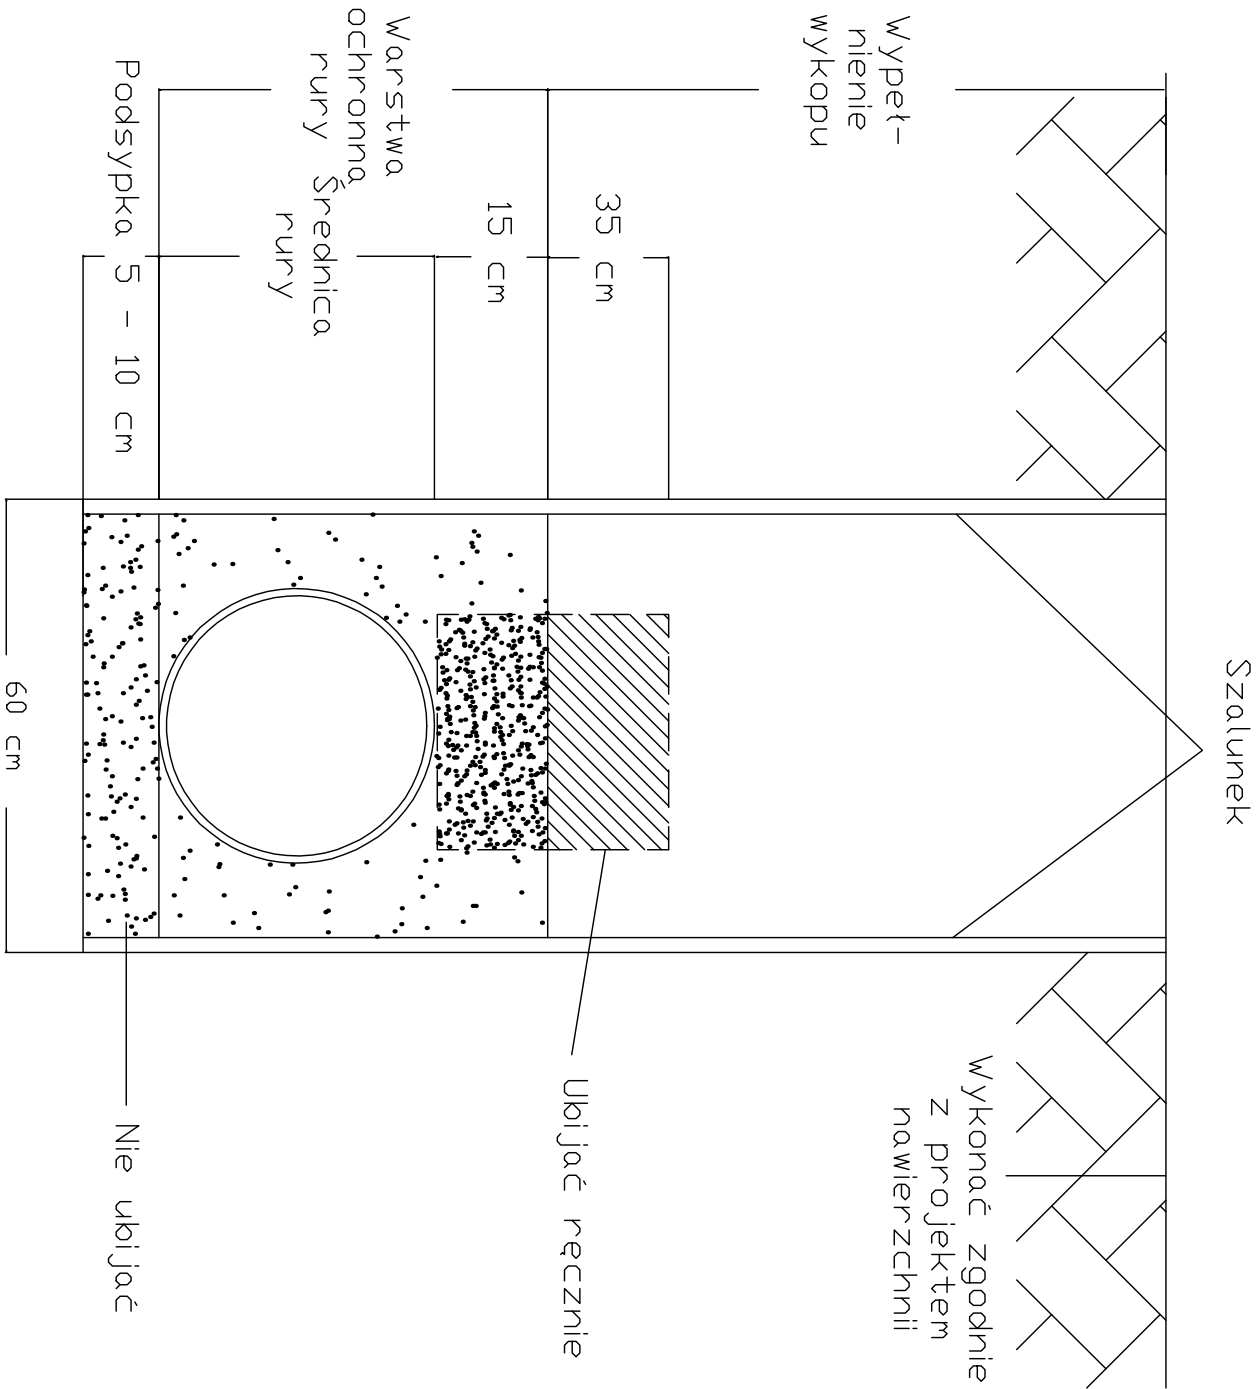 Szalunek
Wypeł-
nienie
wykopu
Wykonać zgodnie
z projektem
nawierzchnii
35 cm
Ubijać ręcznie
15 cm
Warstwa
ochronną
rury
Średnica
rury
Podsypka 5 - 10 cm
Nie ubijać
60 cm